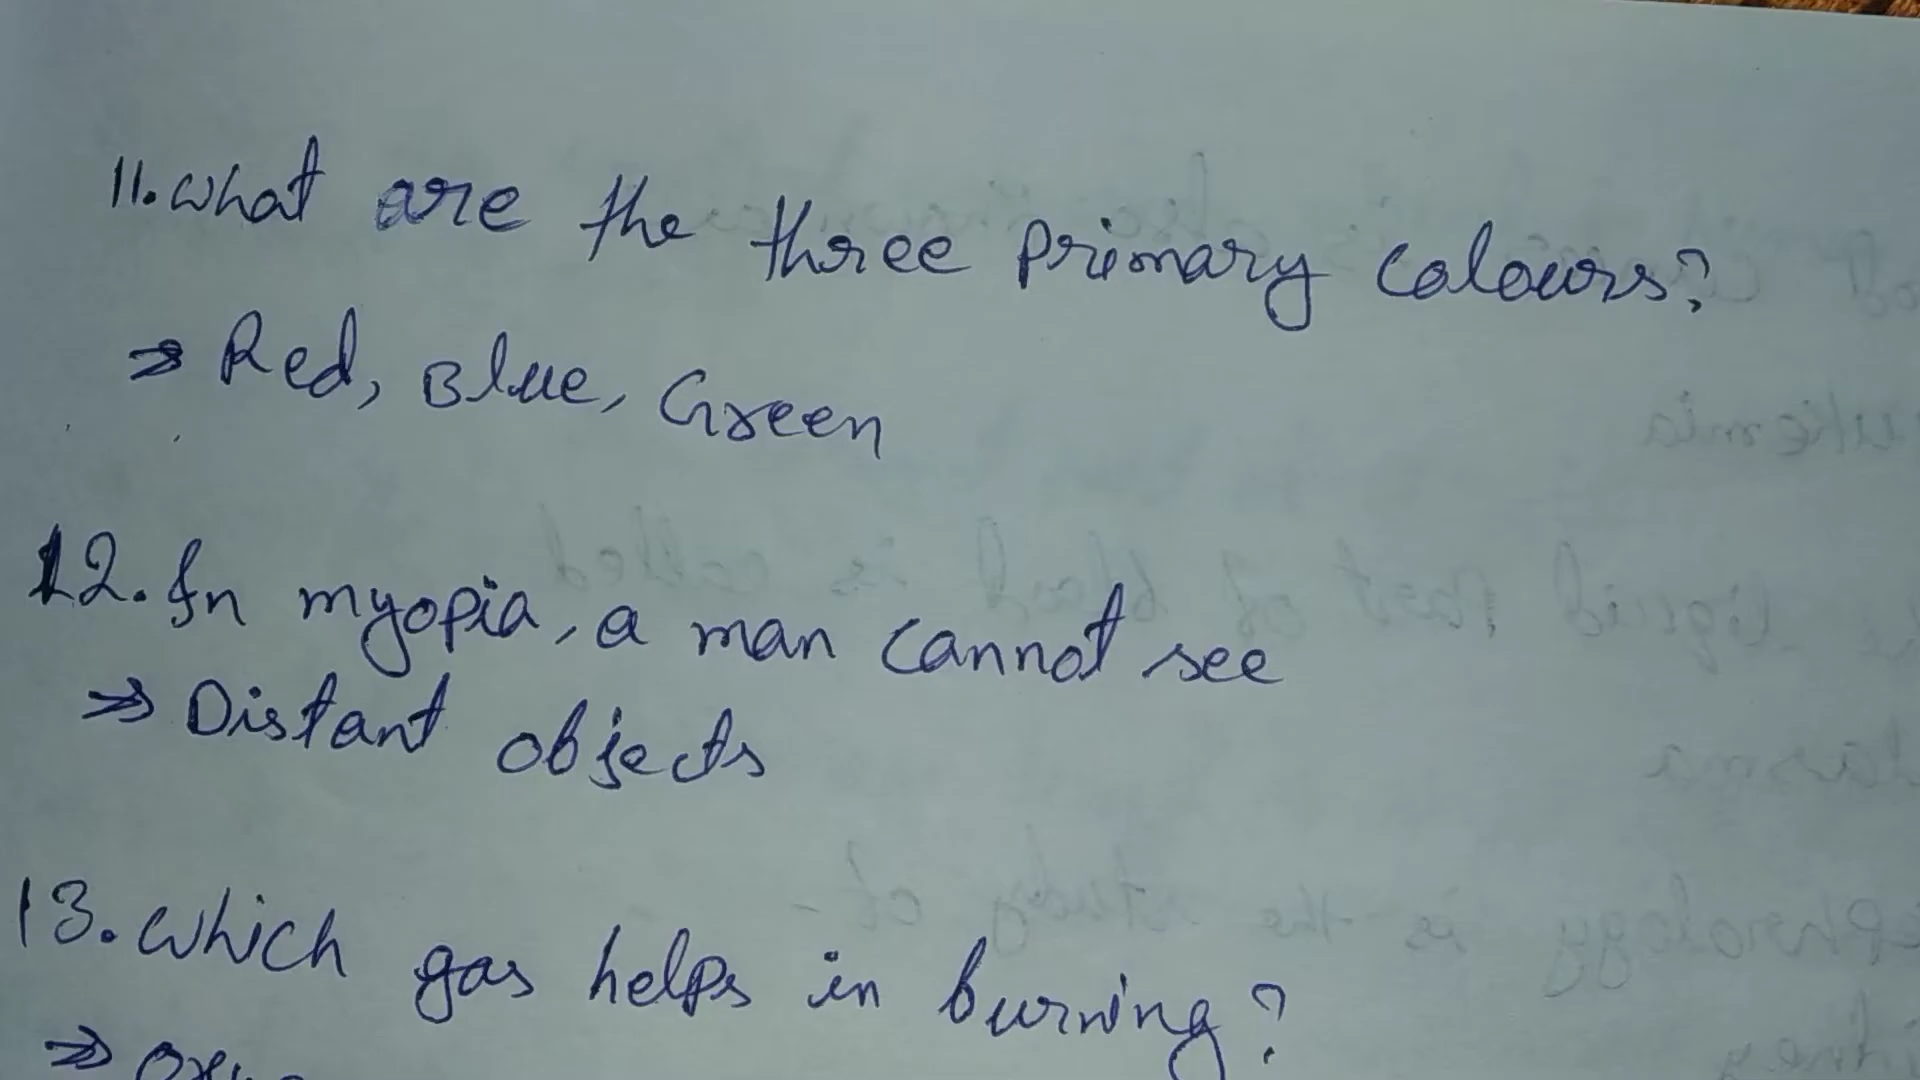 11. What are the three primary colours?
⇒ Red, Blue, Green
12. In myopia, a man cannot see
⇒ Distant objects
13. Which gas helps in burning?
⇒